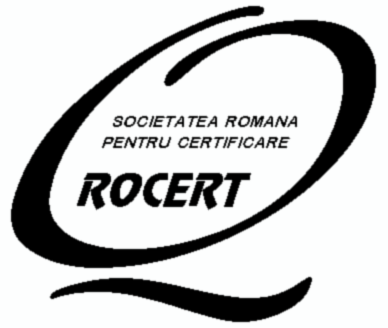 SOCIETATEA ROMANA
PENTRU CERTIFICARE
ROCERT